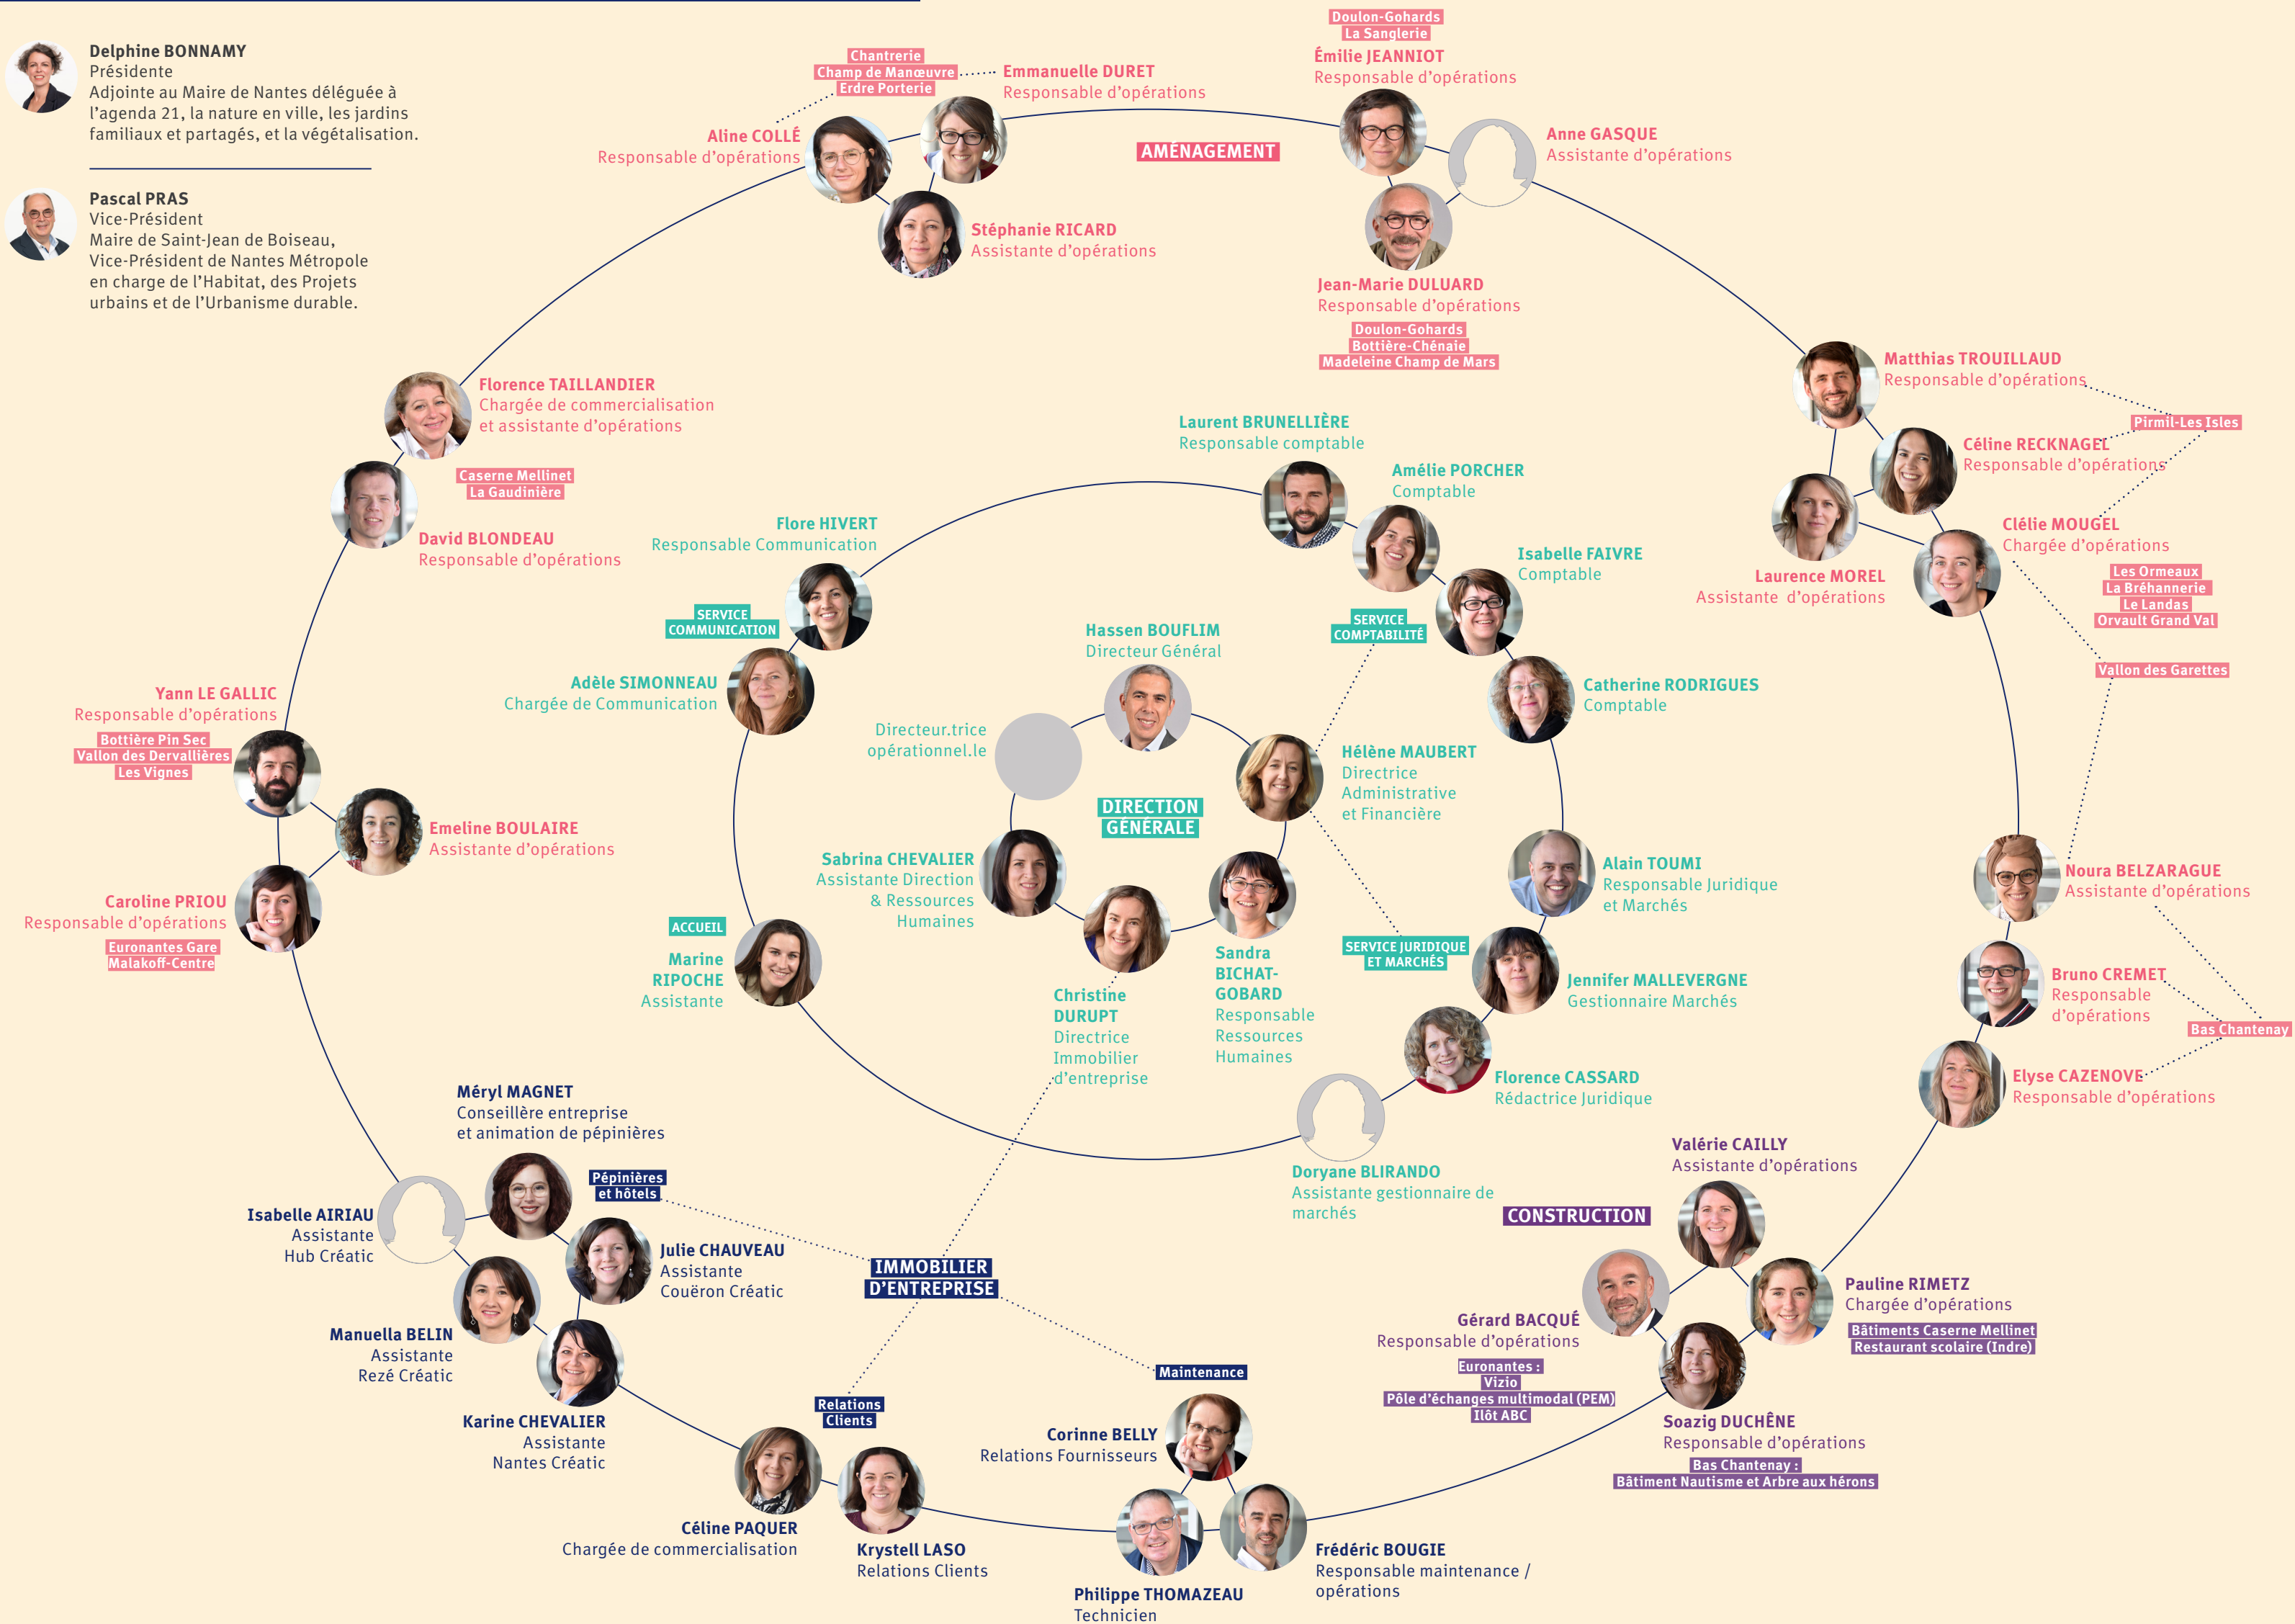 Delphine BONNAMY
Présidente
Adjointe au Maire de Nantes déléguée à
l'agenda 21, la nature en ville, les jardins
familiaux et partagés, et la végétalisation.
Pascal PRAS
Vice-Président
Maire de Saint-Jean de Boiseau,
Vice-Président de Nantes Métropole
en charge de l'Habitat, des Projets
urbains et de l'Urbanisme durable.
Chantrerie
Champ de Manœuvre
Erdre Porterie
Emmanuelle DURET
Responsable d'opérations
Aline COLLÉ
Responsable d'opérations
Stéphanie RICARD
Assistante d'opérations
AMÉNAGEMENT
Doulon-Gohards
La Sanglerie
Émilie JEANNIOT
Responsable d'opérations
Anne GASQUE
Assistante d'opérations
Jean-Marie DULUARD
Responsable d'opérations
Doulon-Gohards
Bottière-Chénaie
Madeleine Champ de Mars
Matthias TROUILLAUD
Responsable d'opérations
Pirmil-Les Isles
Céline RECKNAGEL
Responsable d'opérations
Clélie MOUGEL
Chargée d'opérations
Laurence MOREL
Assistante d'opérations
Les Ormeaux
La Bréhannerie
Le Landas
Orvault Grand Val
Vallon des Garettes
Florence TAILLANDIER
Chargée de commercialisation
et assistante d'opérations
Caserne Mellinet
La Gaudinière
David BLONDEAU
Responsable d'opérations
Laurent BRUNELLIÈRE
Responsable comptable
Amélie PORCHER
Comptable
Isabelle FAIVRE
Comptable
SERVICE
COMPTABILITÉ
Catherine RODRIGUES
Comptable
Flore HIVERT
Responsable Communication
SERVICE
COMMUNICATION
Adèle SIMONNEAU
Chargée de Communication
Hassen BOUFLIM
Directeur Général
Directeur.trice
opérationnel.le
DIRECTION
GÉNÉRALE
Hélène MAUBERT
Directrice
Administrative
et Financière
Sabrina CHEVALIER
Assistante Direction
& Ressources
Humaines
Christine
DURUPT
Directrice
Immobilier
d'entreprise
Sandra
BICHAT-
GOBARD
Responsable
Ressources
Humaines
Alain TOUMI
Responsable Juridique
et Marchés
SERVICE JURIDIQUE
ET MARCHÉS
Jennifer MALLEVERGNE
Gestionnaire Marchés
Florence CASSARD
Rédactrice Juridique
Doryane BLIRANDO
Assistante gestionnaire de
marchés
ACCUEIL
Marine
RIPOCHE
Assistante
Yann LE GALLIC
Responsable d'opérations
Bottière Pin Sec
Vallon des Dervallières
Les Vignes
Emeline BOULAIRE
Assistante d'opérations
Caroline PRIOU
Responsable d'opérations
Euronantes Gare
Malakoff-Centre
Noura BELZARAGUE
Assistante d'opérations
Bruno CREMET
Responsable
d'opérations
Bas Chantenay
Elyse CAZENOVE
Responsable d'opérations
Méryl MAGNET
Conseillère entreprise
et animation de pépinières
Pépinières
et hôtels
Isabelle AIRIAU
Assistante
Hub Créatic
Julie CHAUVEAU
Assistante
Couëron Créatic
Manuella BELIN
Assistante
Rezé Créatic
Karine CHEVALIER
Assistante
Nantes Créatic
IMMOBILIER
D'ENTREPRISE
Relations
Clients
Céline PAQUER
Chargée de commercialisation
Krystell LASO
Relations Clients
Maintenance
Corinne BELLY
Relations Fournisseurs
Philippe THOMAZEAU
Technicien
Frédéric BOUGIE
Responsable maintenance /
opérations
CONSTRUCTION
Valérie CAILLY
Assistante d'opérations
Pauline RIMETZ
Chargée d'opérations
Bâtiments Caserne Mellinet
Restaurant scolaire (Indre)
Gérard BACQUÉ
Responsable d'opérations
Euronantes :
Vizio
Pôle d'échanges multimodal (PEM)
Ilôt ABC
Soazig DUCHÊNE
Responsable d'opérations
Bas Chantenay :
Bâtiment Nautisme et Arbre aux hérons